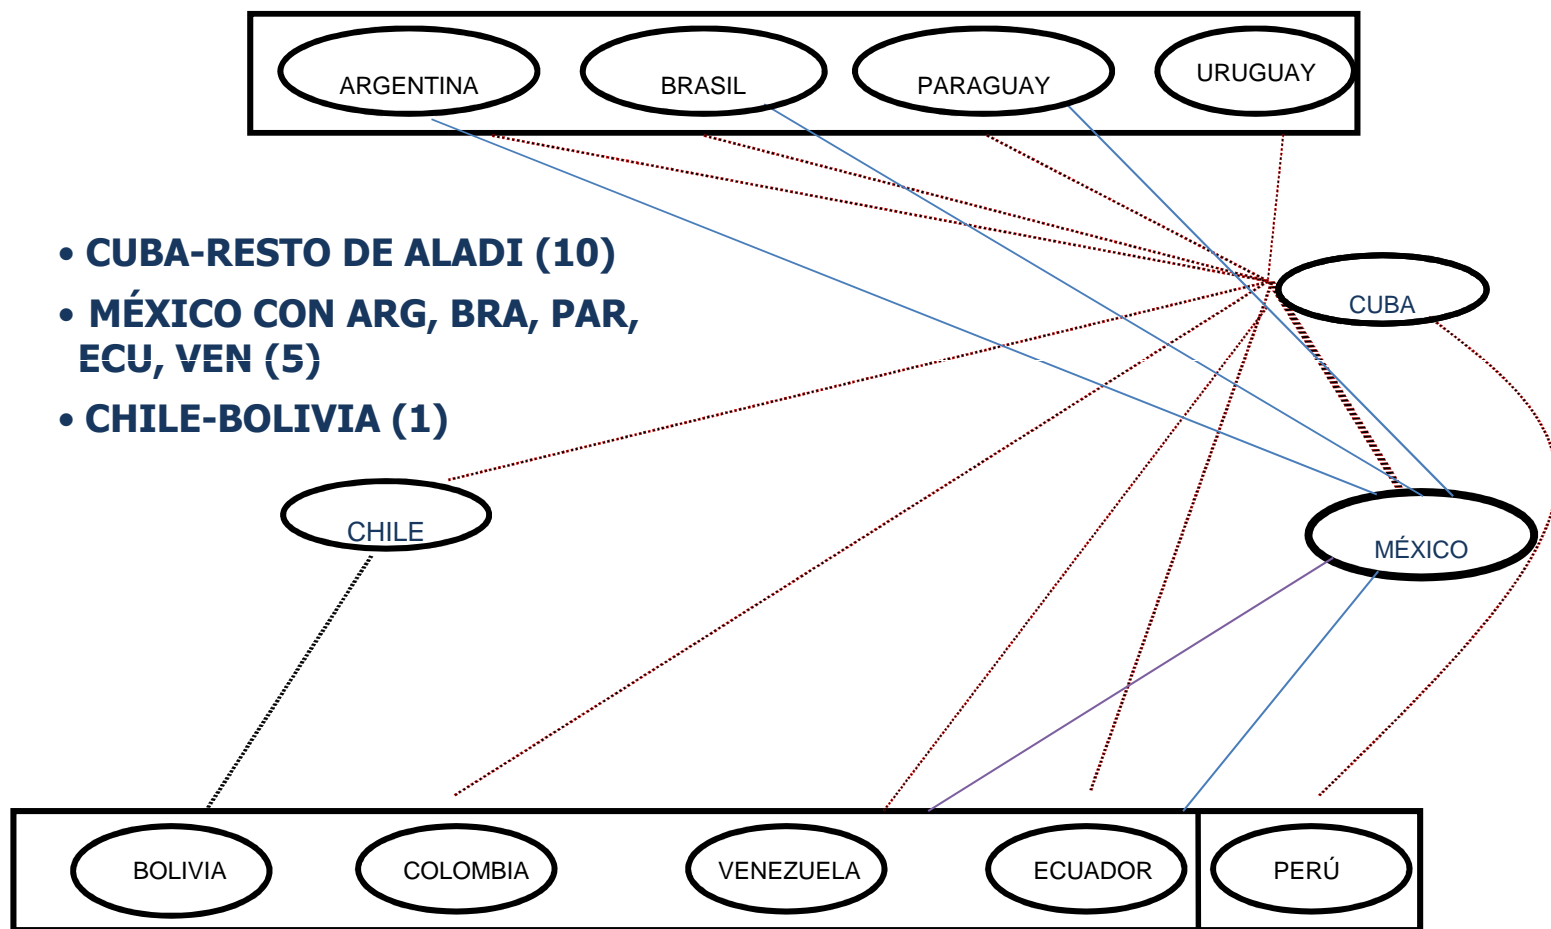 ARGENTINA BRASIL PARAGUAY URUGUAY
• CUBA-RESTO DE ALADI (10)
• MÉXICO CON ARG, BRA, PAR,
ECU, VEN (5)
• CHILE-BOLIVIA (1)
CUBA
CHILE
MÉXICO
BOLIVIA COLOMBIA VENEZUELA ECUADOR PERÚ